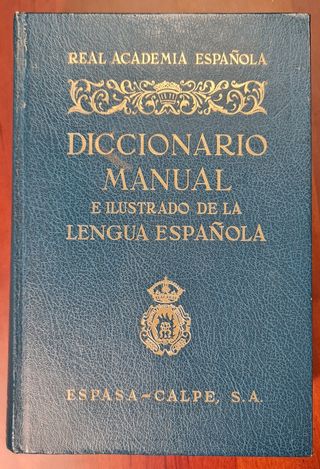 REAL ACADEMIA ESPAÑOLA
DICCIONARIO
MANUAL
E ILUSTRADO DE LA
LENGUA ESPAÑOLA
ESPASA-CALPE, S.A.